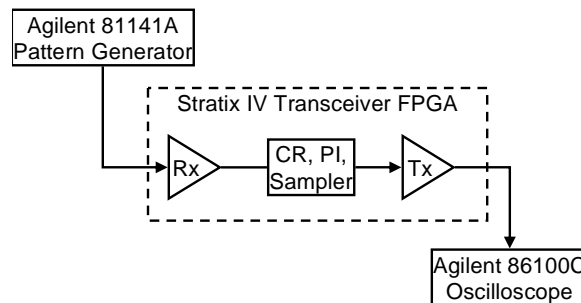 Agilent 81141A
Pattern Generator
Stratix IV Transceiver FPGA
Rx
CR, PI,
Sampler
Tx
Agilent 86100C
Oscilloscope